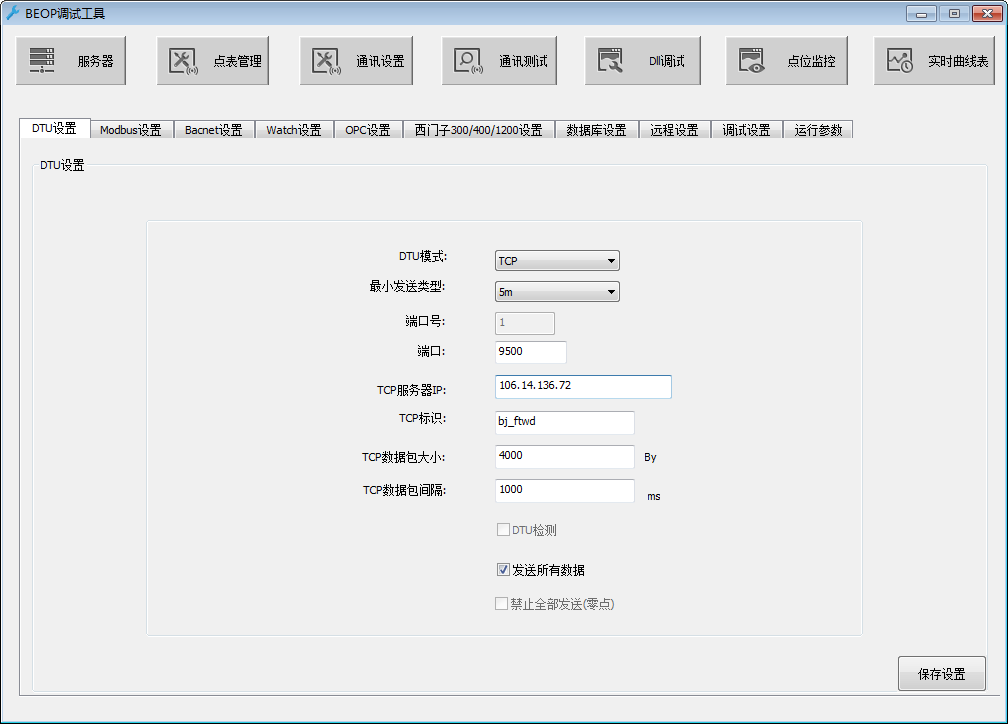 BEOP调试工具
服务器
点表管理
通讯设置
通讯测试
Dll调试
点位监控
实时曲线表
DTU设置
Modbus设置
Bacnet设置
Watch设置
OPC设置
西门子300/400/1200设置
数据库设置
远程设置
调试设置
运行参数
DTU设置
DTU模式:
TCP
最小发送类型:
5m
端口号:
1
端口:
9500
TCP服务器IP:
106.14.136.72
TCP标识:
bj_ftwd
TCP数据包大小:
4000
By
TCP数据包间隔:
1000
ms
DTU检测
发送所有数据
禁止全部发送(零点)
保存设置